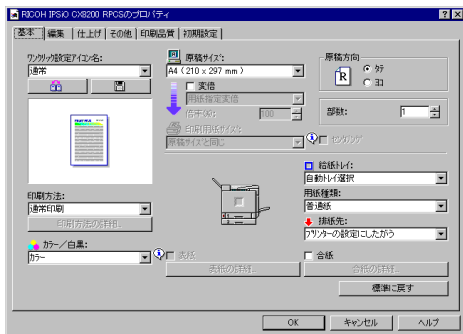 RICOH IPSiO CX8200 RPCSのプロパティ
基本 編集 仕上げ その他 印刷品質 初期設定
ワンクリック設定アイコン名:
通常
原稿サイズ:
A4 (210 x 297 mm)
変倍
用紙指定変倍
倍率(%): 100
印刷用紙サイズ:
原稿サイズと同じ
原稿方向
R
タテ
ヨコ
部数: 1
ソート/スタック
印刷方法:
通常印刷
印刷方法の詳細...
カラー/白黒:
カラー
給紙トレイ:
自動トレイ選択
用紙種類:
普通紙
排紙先:
プリンターの設定にしたがう
表紙
表紙の詳細...
合紙
合紙の詳細...
標準に戻す
OK キャンセル ヘルプ